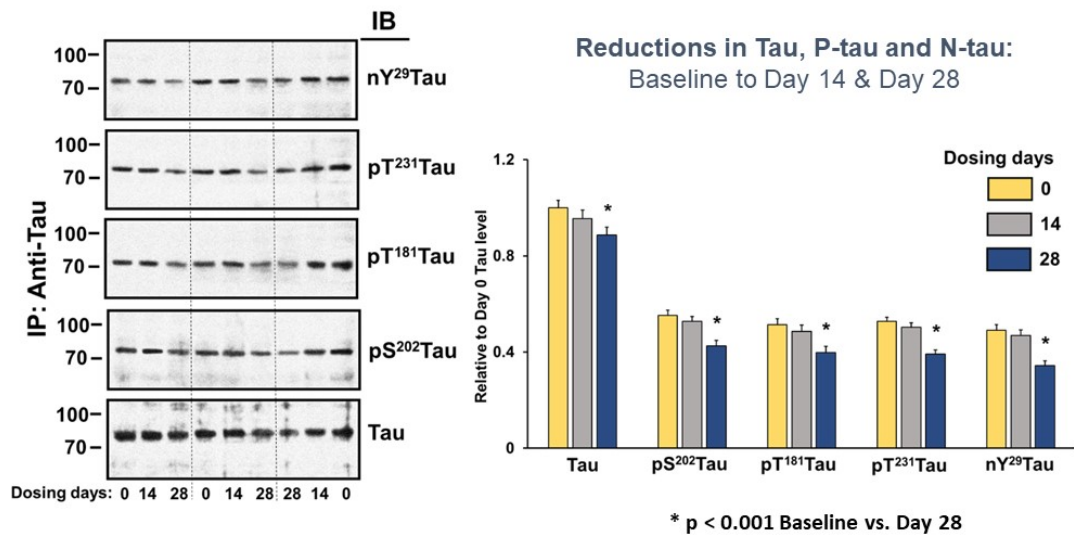 IB
100
70
nY²⁹Tau
100
70
pT²³¹Tau
100
70
pT¹⁸¹Tau
100
70
pS²⁰²Tau
100
70
Tau
IP: Anti-Tau
Dosing days: 0 14 28 0 14 28 28 14 0
Reductions in Tau, P-tau and N-tau:
Baseline to Day 14 & Day 28
Relative to Day 0 Tau level
1.2
0.8
0.4
0
Dosing days
0
14
28
* * * * *
Tau pS²⁰²Tau pT¹⁸¹Tau pT²³¹Tau nY²⁹Tau
* p < 0.001 Baseline vs. Day 28